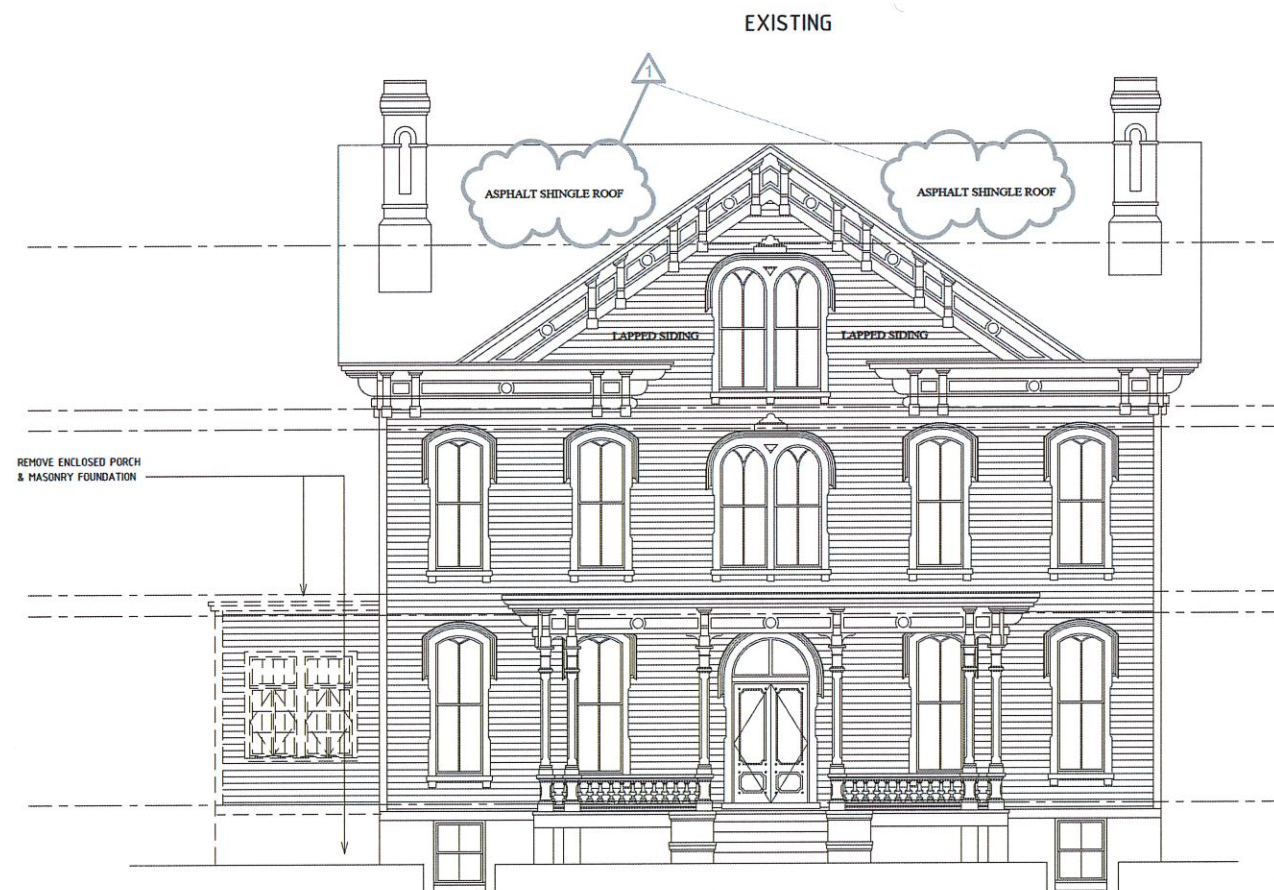 EXISTING
1
ASPHALT SHINGLE ROOF
ASPHALT SHINGLE ROOF
LAPPED SIDING
LAPPED SIDING
REMOVE ENCLOSED PORCH
& MASONRY FOUNDATION